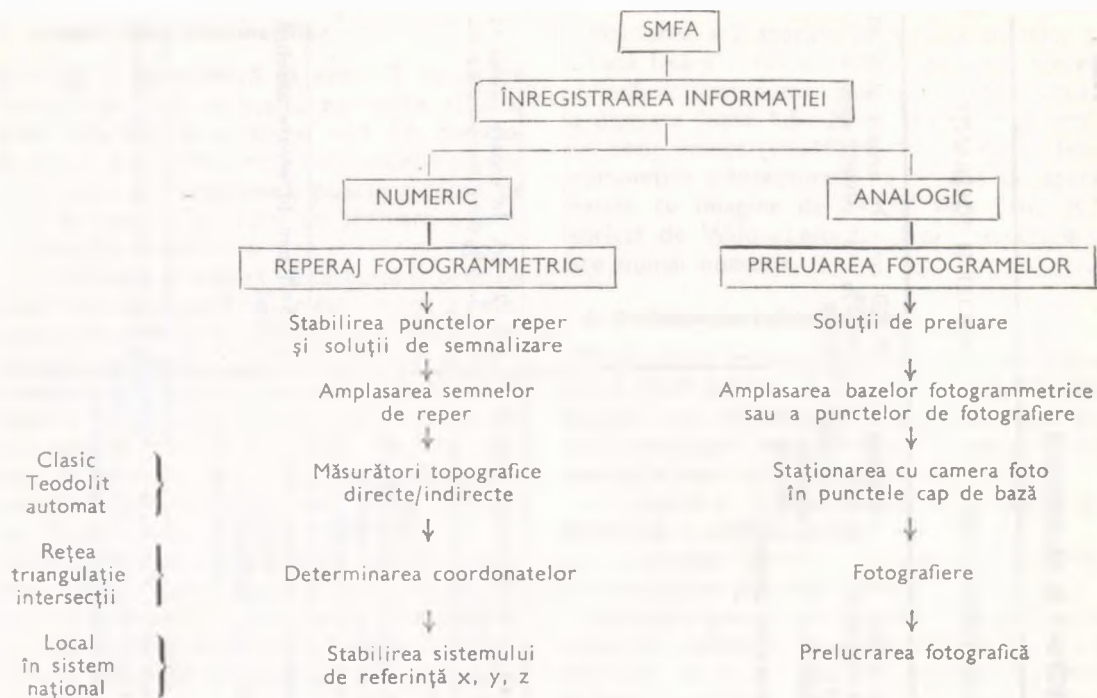 SMFA
ÎNREGISTRAREA INFORMAȚIEI
NUMERIC
ANALOGIC
REPERAJ FOTOGRAMMETRIC
PRELUAREA FOTOGRAMELOR
Stabilirea punctelor reper
și soluții de semnalizare
Soluții de preluare
Amplasarea semnelor
de reper
Amplasarea bazelor fotogrammetrice
sau a punctelor de fotografiere
Clasic
Teodolit
automat
Măsurători topografice
directe/indirecte
Staționarea cu camera foto
în punctele cap de bază
Rețea
triangulație
intersecții
Determinarea coordonatelor
Fotografiere
Local
în sistem
național
Stabilirea sistemului
de referință x, y, z
Prelucrarea fotografică